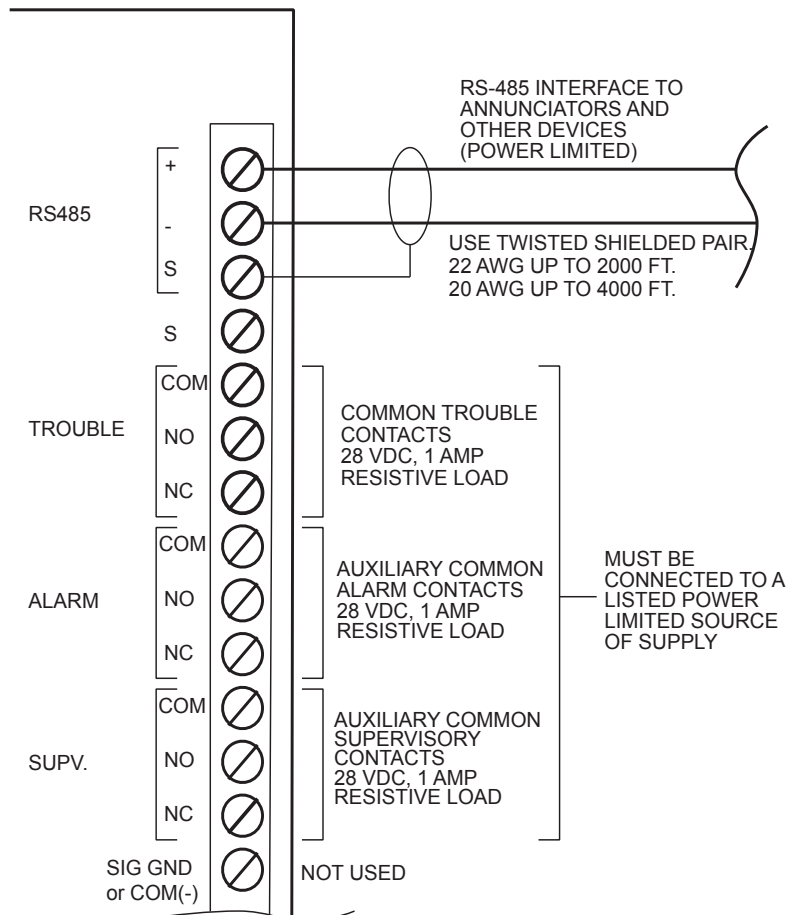 RS-485 INTERFACE TO
ANNUNCIATORS AND
OTHER DEVICES
(POWER LIMITED)
RS485
+
-
S
USE TWISTED SHIELDED PAIR.
22 AWG UP TO 2000 FT.
20 AWG UP TO 4000 FT.
S
TROUBLE
COM
NO
NC
COMMON TROUBLE
CONTACTS
28 VDC, 1 AMP
RESISTIVE LOAD
ALARM
COM
NO
NC
AUXILIARY COMMON
ALARM CONTACTS
28 VDC, 1 AMP
RESISTIVE LOAD
MUST BE
CONNECTED TO A
LISTED POWER
LIMITED SOURCE
OF SUPPLY
SUPV.
COM
NO
NC
AUXILIARY COMMON
SUPERVISORY
CONTACTS
28 VDC, 1 AMP
RESISTIVE LOAD
SIG GND
or COM(-)
NOT USED